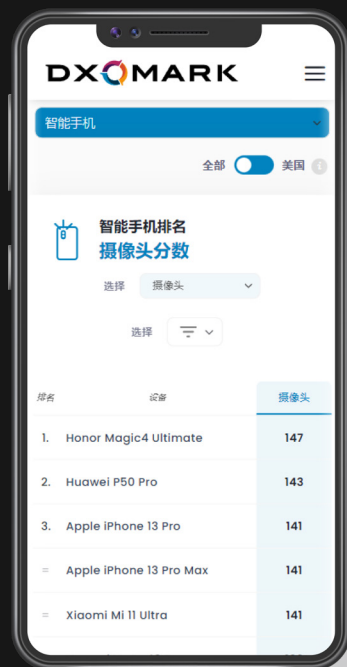 DXOMARK
智能手机
全部 美国
智能手机排名
摄像头分数
选择 摄像头
选择
排名 设备 摄像头
1. Honor Magic4 Ultimate 147
2. Huawei P50 Pro 143
3. Apple iPhone 13 Pro 141
= Apple iPhone 13 Pro Max 141
= Xiaomi Mi 11 Ultra 141